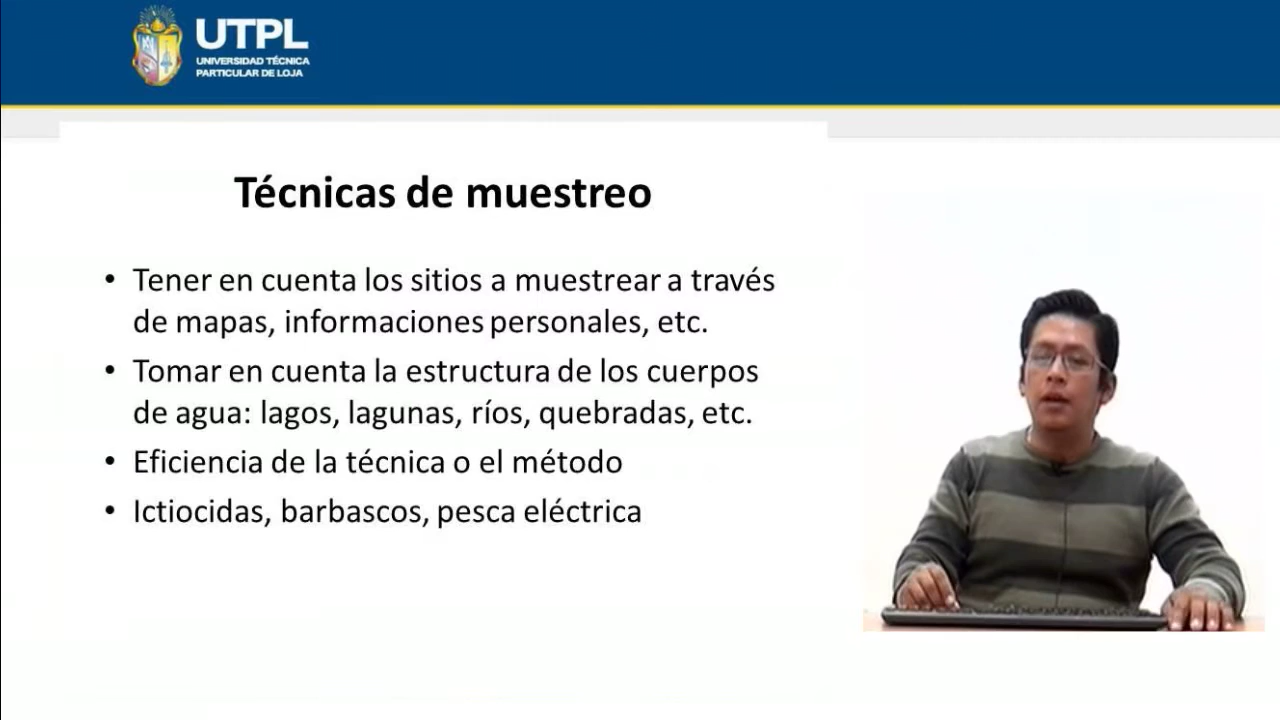 UTPL
UNIVERSIDAD TÉCNICA
PARTICULAR DE LOJA
Técnicas de muestreo
• Tener en cuenta los sitios a muestrear a través
de mapas, informaciones personales, etc.
• Tomar en cuenta la estructura de los cuerpos
de agua: lagos, lagunas, ríos, quebradas, etc.
• Eficiencia de la técnica o el método
• Ictiocidas, barbascos, pesca eléctrica